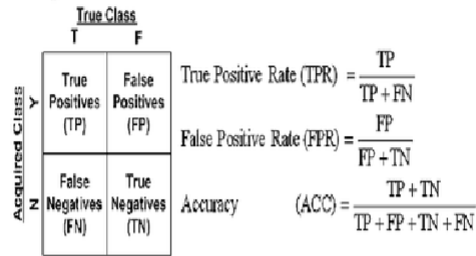 True Class
T F
Acquired Class
Y
True Positives (TP)
False Positives (FP)
N
False Negatives (FN)
True Negatives (TN)
True Positive Rate (TPR) = TP / TP + FN
False Positive Rate (FPR) = FP / FP + TN
Accuracy (ACC) = TP + TN / TP + FP + TN + FN